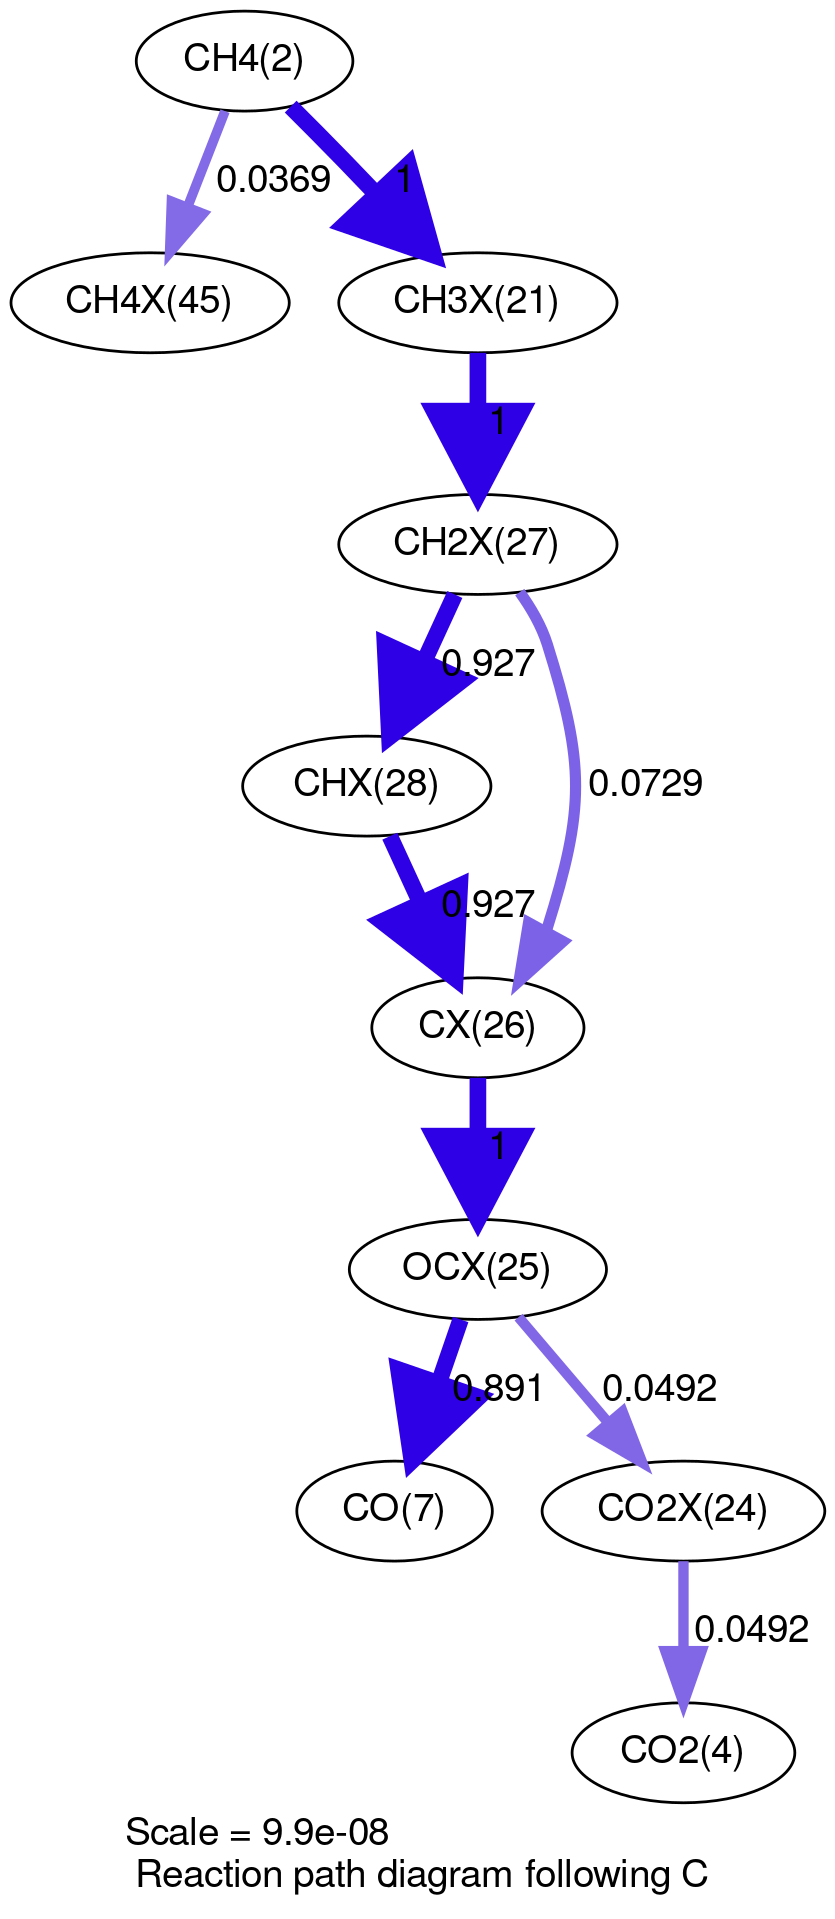 CH4(2)
0.0369
1
CH4X(45)
CH3X(21)
1
CH2X(27)
0.927
CHX(28)
0.0729
0.927
CX(26)
1
OCX(25)
0.891
0.0492
CO(7)
CO2X(24)
0.0492
CO2(4)
Scale = 9.9e-08
Reaction path diagram following C